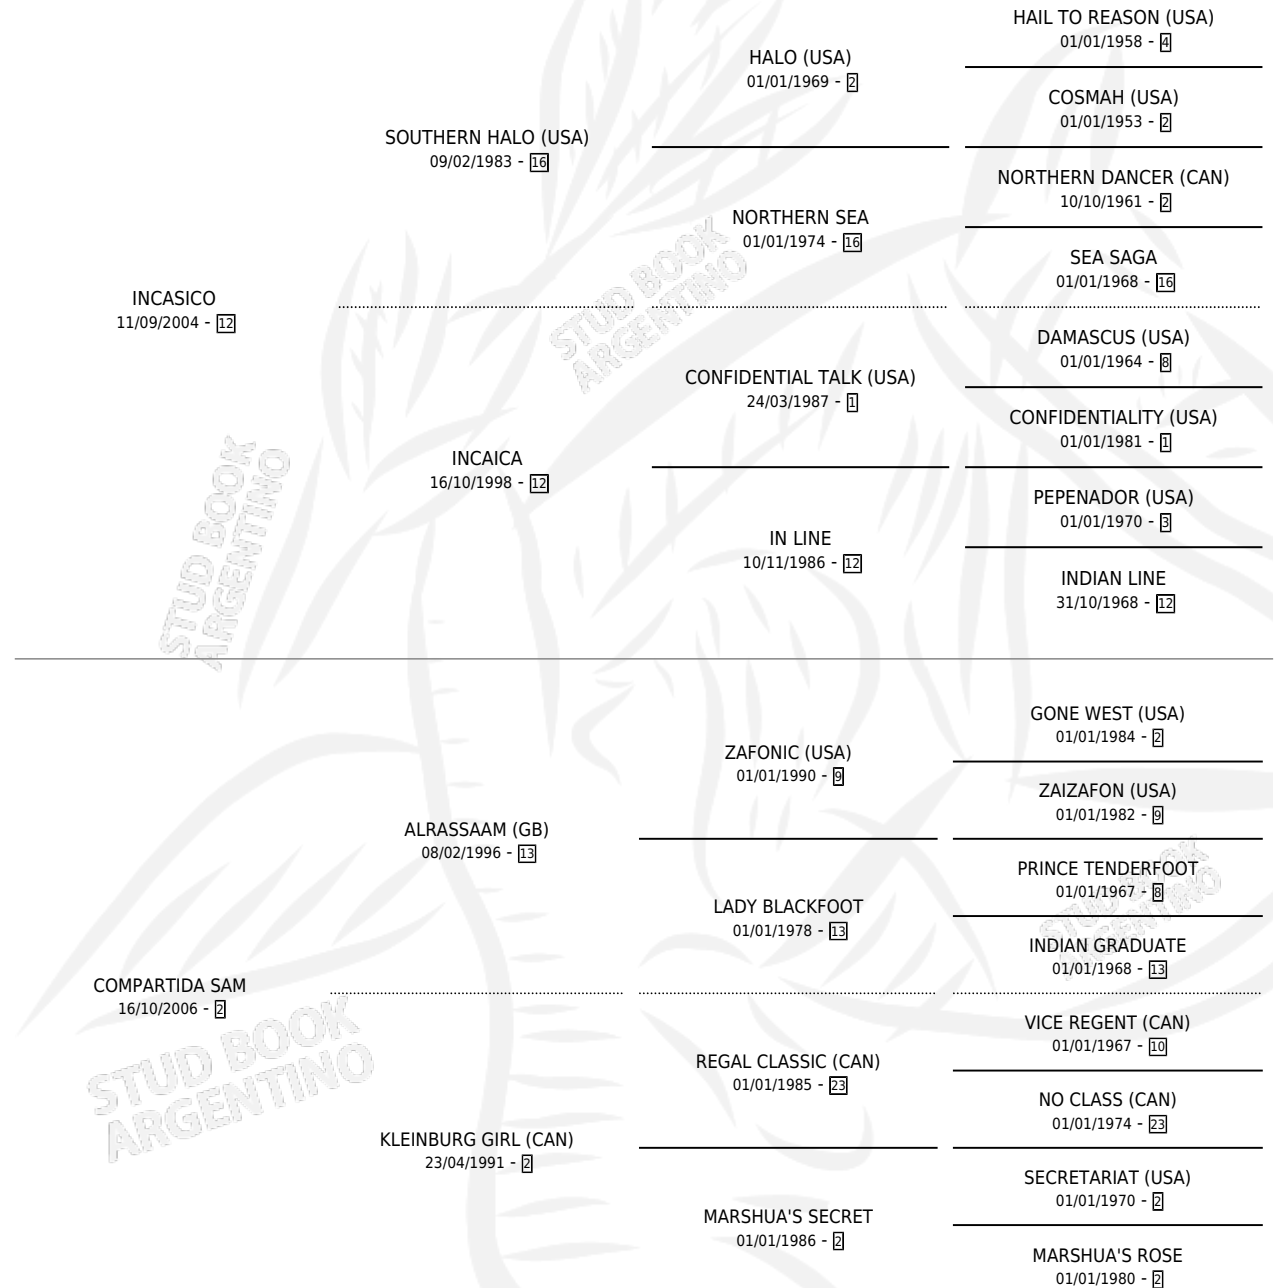 HAIL TO REASON (USA)
01/01/1958 - 4
HALO (USA)
01/01/1969 - 2
COSMAH (USA)
01/01/1953 - 2
SOUTHERN HALO (USA)
09/02/1983 - 16
NORTHERN DANCER (CAN)
10/10/1961 - 2
NORTHERN SEA
01/01/1974 - 16
SEA SAGA
01/01/1968 - 16
INCASICO
11/09/2004 - 12
STUD BOOK
ARGENTINO
DAMASCUS (USA)
01/01/1964 - 8
CONFIDENTIAL TALK (USA)
24/03/1987 - 1
CONFIDENTIALITY (USA)
01/01/1981 - 1
INCAICA
16/10/1998 - 12
PEPENADOR (USA)
01/01/1970 - 3
IN LINE
10/11/1986 - 12
INDIAN LINE
31/10/1968 - 12
STUD BOOK
ARGENTINO
GONE WEST (USA)
01/01/1984 - 2
ZAFONIC (USA)
01/01/1990 - 9
ZAIZAFON (USA)
01/01/1982 - 9
ALRASSAAM (GB)
08/02/1996 - 13
PRINCE TENDERFOOT
01/01/1967 - 8
LADY BLACKFOOT
01/01/1978 - 13
STUD BOOK
ARGENTINO
INDIAN GRADUATE
01/01/1968 - 13
COMPARTIDA SAM
16/10/2006 - 2
VICE REGENT (CAN)
01/01/1967 - 10
REGAL CLASSIC (CAN)
01/01/1985 - 23
STUD BOOK
ARGENTINO
NO CLASS (CAN)
01/01/1974 - 23
KLEINBURG GIRL (CAN)
23/04/1991 - 2
SECRETARIAT (USA)
01/01/1970 - 2
MARSHUA'S SECRET
01/01/1986 - 2
MARSHUA'S ROSE
01/01/1980 - 2